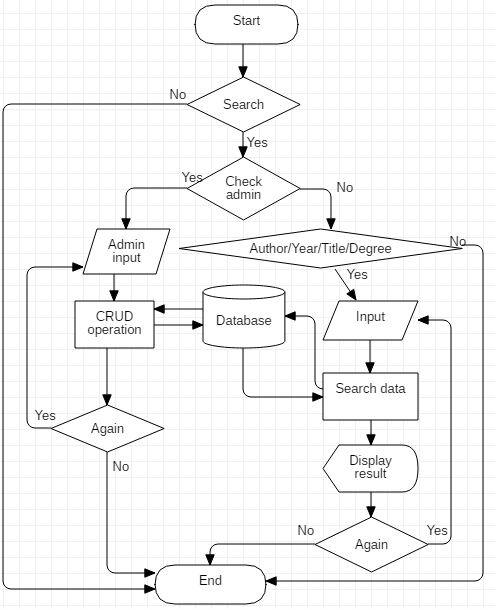 Start
No
Search
Yes
Yes
Check
admin
No
Admin
input
Author/Year/Title/Degree
No
Yes
CRUD
operation
Database
Input
Search data
Yes
Again
No
Display
result
No
Again
Yes
End